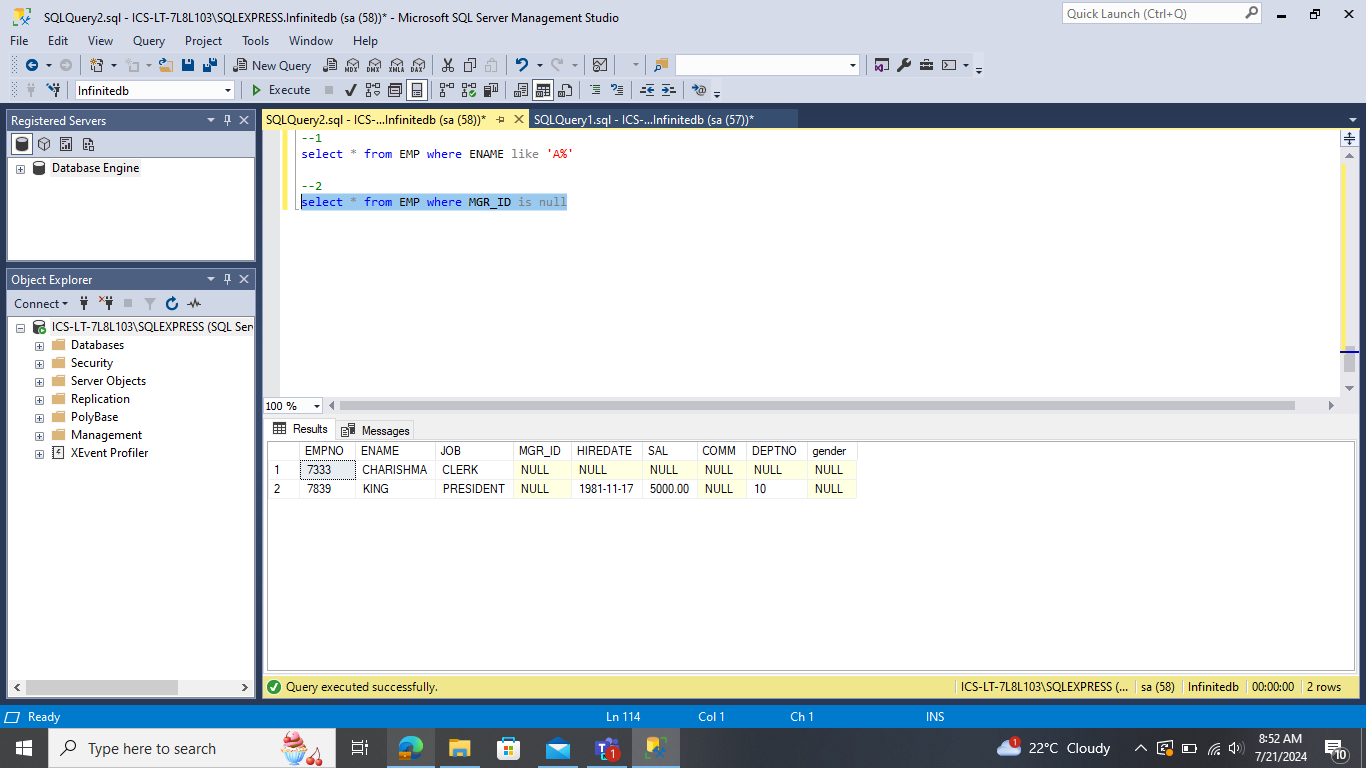 SQLQuery2.sql - ICS-LT-7L8L103\SQLEXPRESS.Infinitedb (sa (58))* - Microsoft SQL Server Management Studio
Quick Launch (Ctrl+Q)
File Edit View Query Project Tools Window Help
New Query
MDX DMX XMLA DAX
Infinitedb
Execute
Registered Servers
Database Engine
Object Explorer
Connect
ICS-LT-7L8L103\SQLEXPRESS (SQL Ser
Databases
Security
Server Objects
Replication
PolyBase
Management
XEvent Profiler
SQLQuery2.sql - ICS-...Infinitedb (sa (58))*
SQLQuery1.sql - ICS-...Infinitedb (sa (57))*
--1
select * from EMP where ENAME like 'A%'
--2
select * from EMP where MGR_ID is null
100 %
Results Messages
EMPNO ENAME JOB MGR_ID HIREDATE SAL COMM DEPTNO gender
1 7333 CHARISHMA CLERK NULL NULL NULL NULL NULL NULL
2 7839 KING PRESIDENT NULL 1981-11-17 5000.00 NULL 10 NULL
Query executed successfully.
ICS-LT-7L8L103\SQLEXPRESS (... sa (58) Infinitedb 00:00:00 2 rows
Ready
Ln 114 Col 1 Ch 1 INS
Type here to search
1
1
22°C Cloudy
8:52 AM
7/21/2024
10